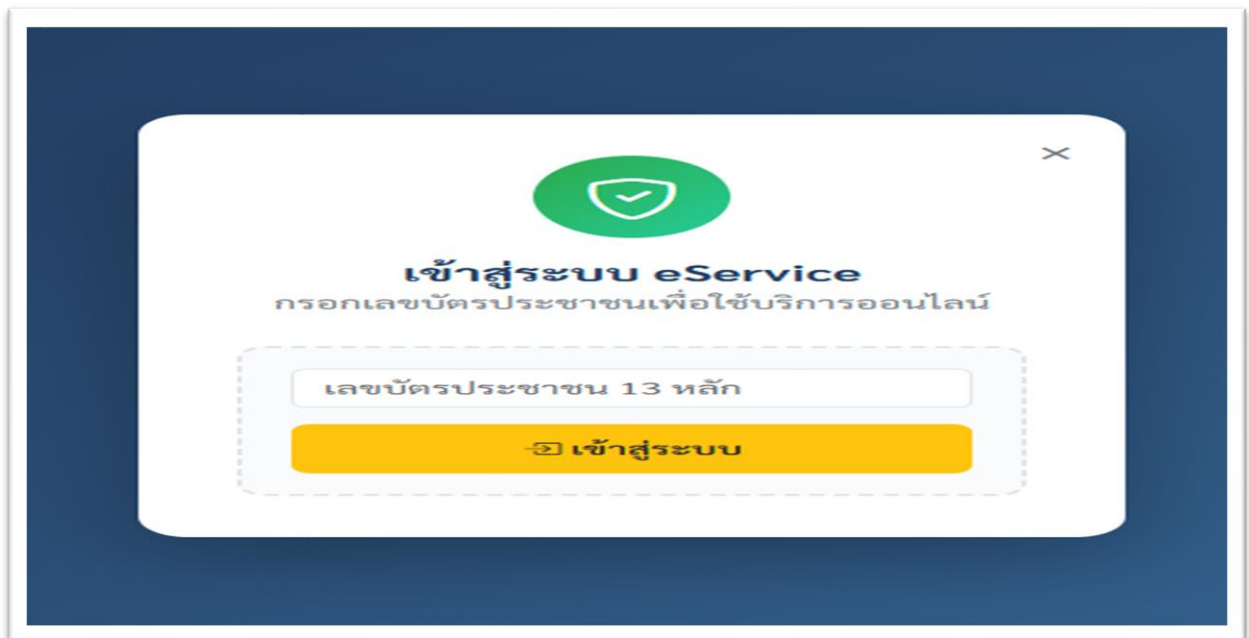 เข้าสู่ระบบ eService
กรอกเลขบัตรประชาชนเพื่อใช้บริการออนไลน์
เลขบัตรประชาชน 13 หลัก
เข้าสู่ระบบ